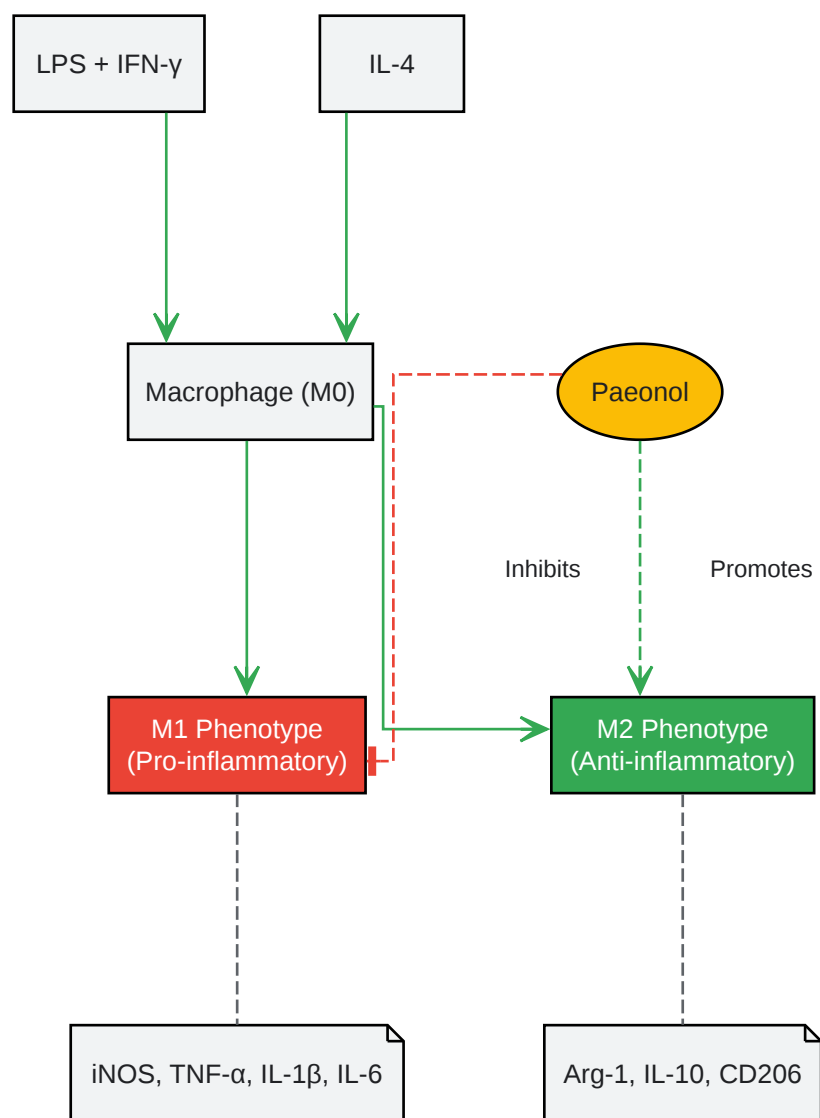 LPS + IFN-γ
IL-4
Macrophage (M0)
Paeonol
Inhibits
Promotes
M1 Phenotype
(Pro-inflammatory)
M2 Phenotype
(Anti-inflammatory)
iNOS, TNF-α, IL-1β, IL-6
Arg-1, IL-10, CD206